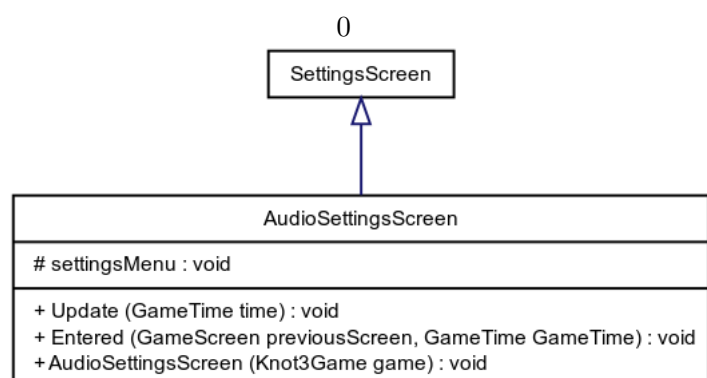 0
SettingsScreen
AudioSettingsScreen
# settingsMenu : void
+ Update (GameTime time) : void
+ Entered (GameScreen previousScreen, GameTime GameTime) : void
+AudioSettingsScreen (Knot3Game game) : void